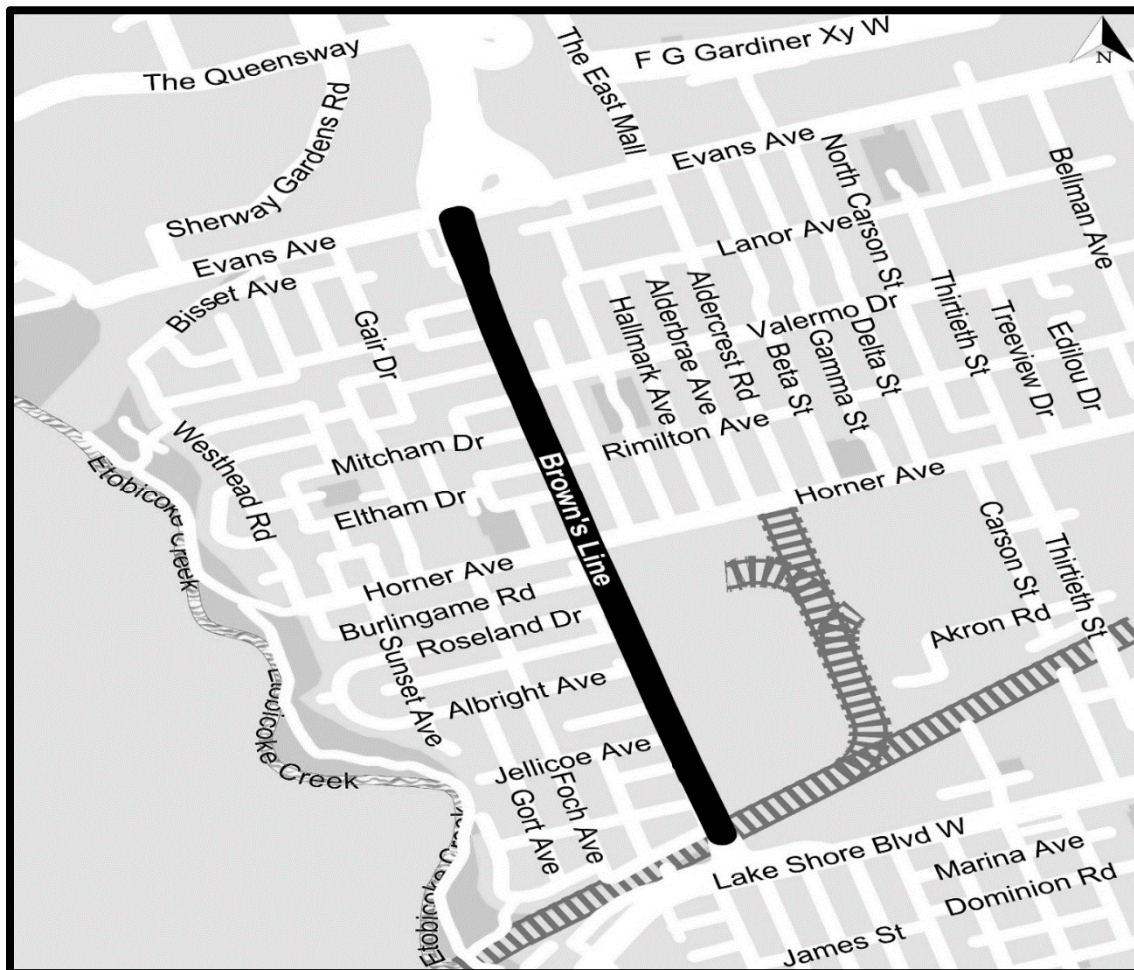 The Queensway
The East Mall
F G Gardiner Xy W
N
Sherway Gardens Rd
Evans Ave
Evans Ave
North Carson St
Bellman Ave
Lanor Ave
Bisset Ave
Gair Dr
Hallmark Ave
Alderbrae Ave
Aldercrest Rd
Valermo Dr
Beta St
Gamma St
Delta St
Thirtieth St
Treeview Dr
Edilou Dr
Mitcham Dr
Rimilton Ave
Westhead Rd
Etobicoke Creek
Eltham Dr
Brown's Line
Horner Ave
Horner Ave
Burlingame Rd
Roseland Dr
Carson St
Thirtieth St
Akron Rd
Sunset Ave
Albright Ave
Etobicoke Creek
Jellicoe Ave
Foch Ave
Gort Ave
Etobicoke Creek
Lake Shore Blvd W
Marina Ave
Dominion Rd
James St